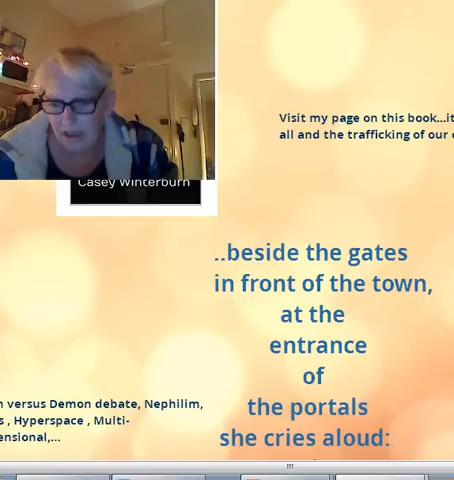 Visit my page on this book...it
all and the trafficking of our
Casey Winterburn
..beside the gates
in front of the town,
at the
entrance
of
the portals
she cries aloud:
versus Demon debate, Nephilim,
, Hyperspace , Multi-
ensional,...